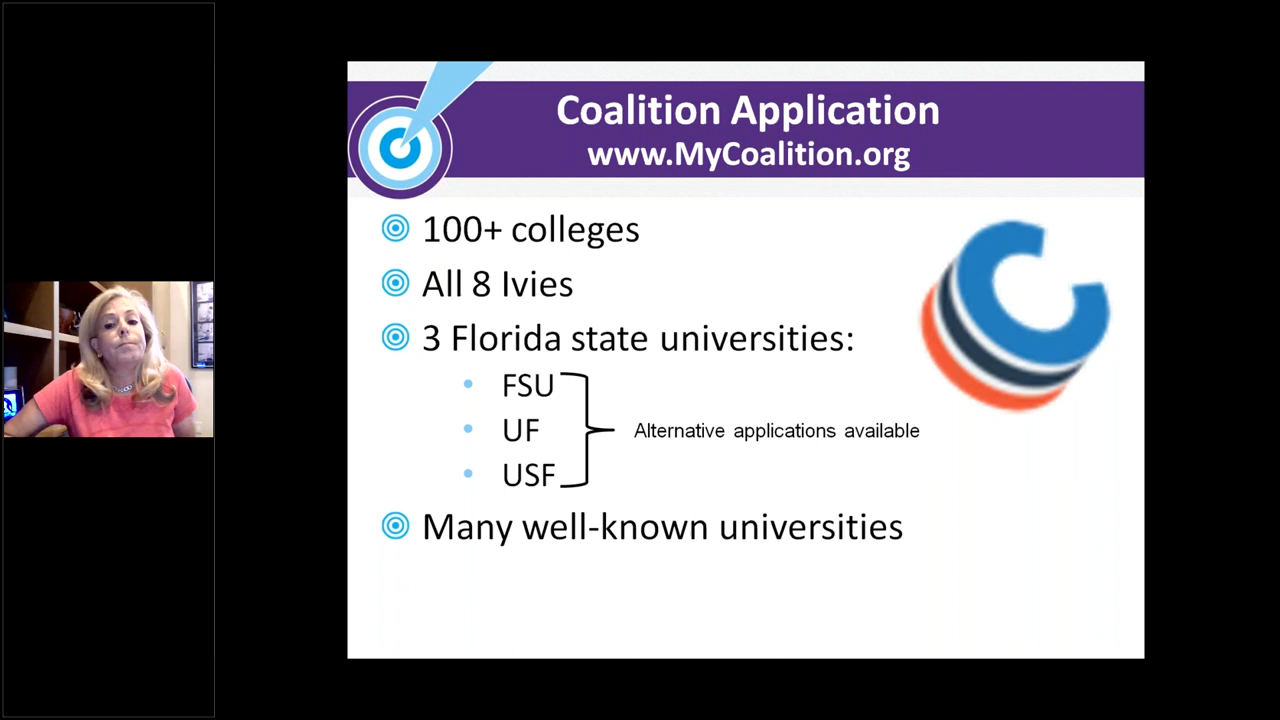 Coalition Application
www.MyCoalition.org
100+ colleges
All 8 Ivies
3 Florida state universities:
FSU
UF
USF
Alternative applications available
Many well-known universities